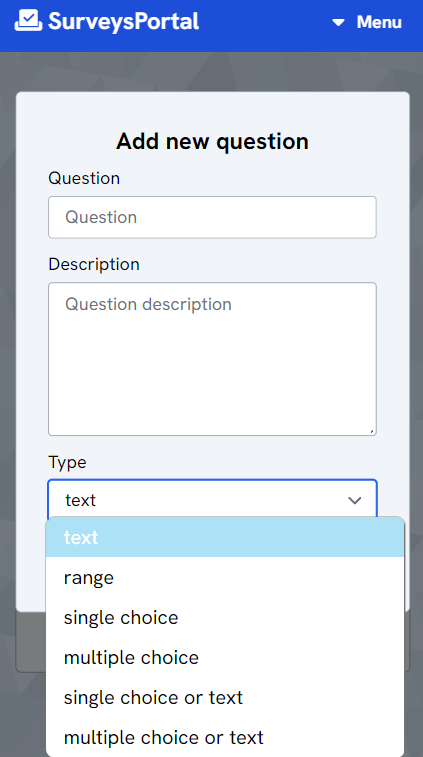 SurveysPortal
Menu
Add new question
Question
Question
Description
Question description
Type
text
text
range
single choice
multiple choice
single choice or text
multiple choice or text